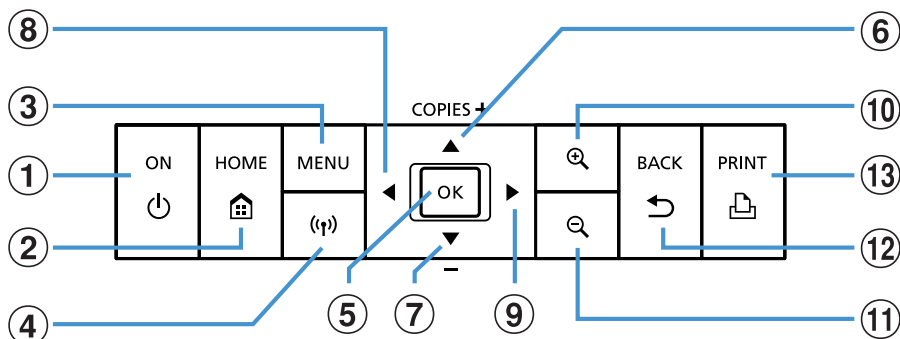 ⑧ ⑥
③ COPIES + ⑩
① ON HOME MENU OK BACK PRINT ⑬
② ⑫
④ ⑤ ⑦ − ⑨ ⑪